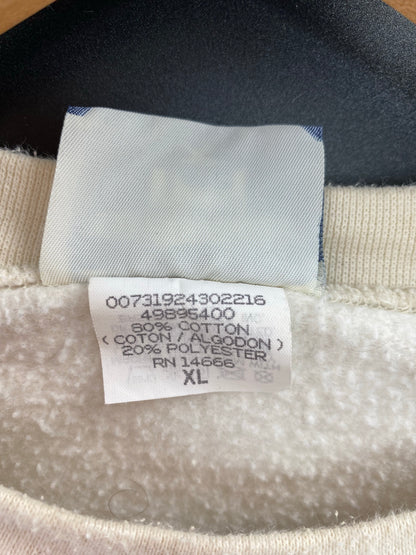 00731924302216
49895400
80% COTTON
( COTON / ALGODON )
20% POLYESTER
RN 14666
XL